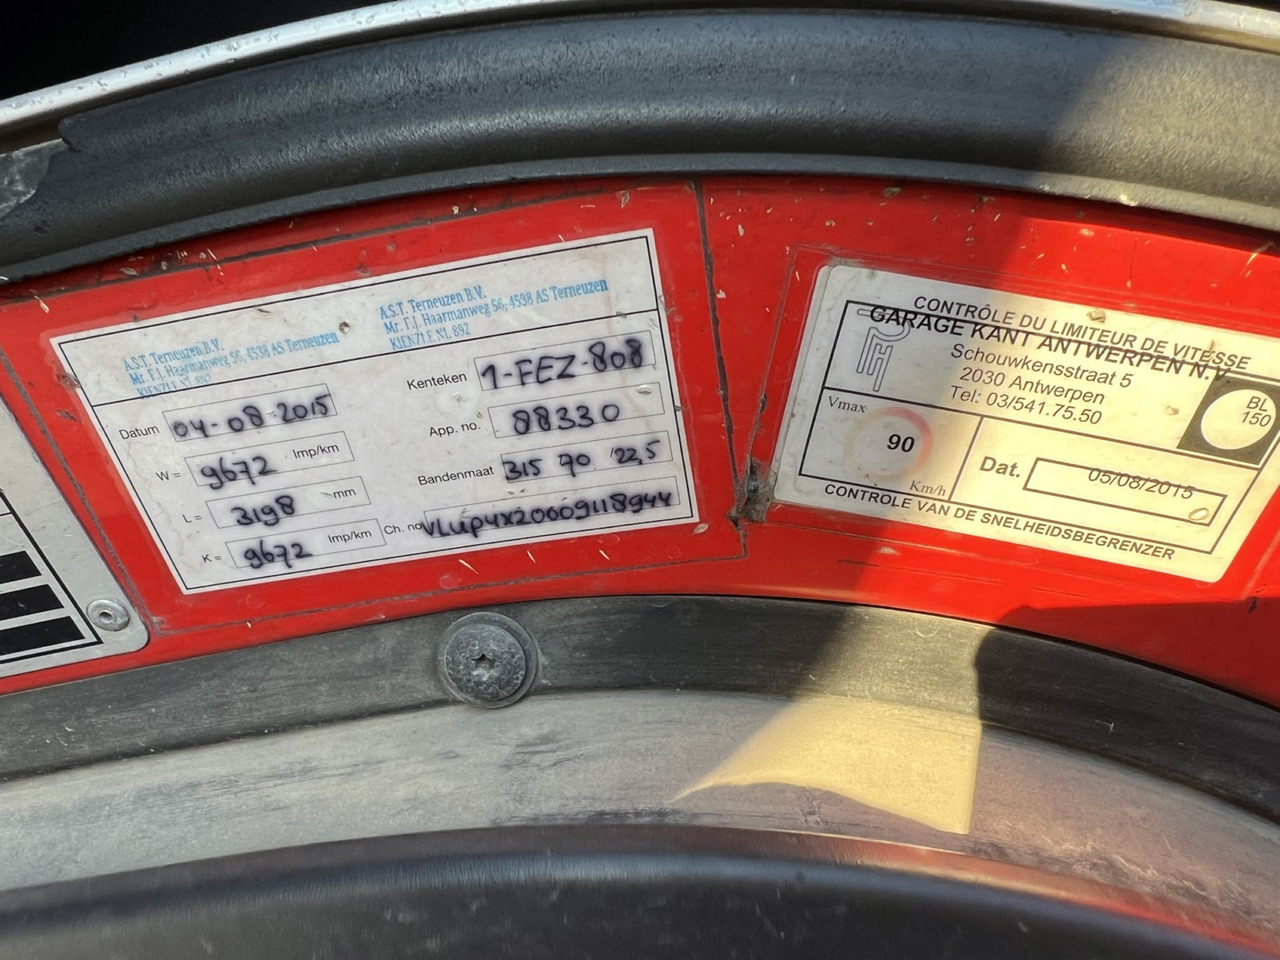 A.S.T. Terneuzen B.V.
Mr. F.J. Haarmanweg 56, 4538 AS Terneuzen
KIENZLE NL 892
A.S.T. Terneuzen B.V.
Mr. F.J. Haarmanweg 56, 4538 AS Terneuzen
KIENZLE NL 892
Datum 04-08-2015
W = 9672 Imp/km
L = 3198 mm
K = 9672 Imp/km
Kenteken 1-FEZ-808
App. no. 88330
Bandenmaat 315 70 22,5
Ch. no. VLUP4X20009118944
CONTRÔLE DU LIMITEUR DE VITESSE
GARAGE KANT ANTWERPEN N.V.
Schouwkensstraat 5
2030 Antwerpen
Tel: 03/541.75.50
BL
150
Vmax
90
Km/h
Dat. 05/08/2015
CONTROLE VAN DE SNELHEIDSBEGRENZER